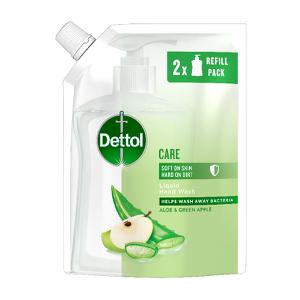 2x REFILL
PACK
Dettol
CARE
SOFT ON SKIN
HARD ON DIRT
Liquid
Hand Wash
HELPS WASH AWAY BACTERIA
ALOE & GREEN APPLE